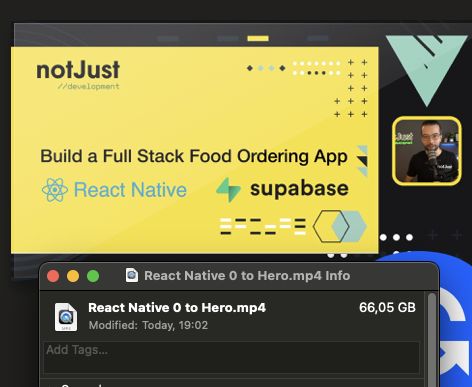 notJust
//development
Build a Full Stack Food Ordering App
React Native
supabase
React Native 0 to Hero.mp4 Info
React Native 0 to Hero.mp4
66,05 GB
Modified: Today, 19:02
Add Tags...